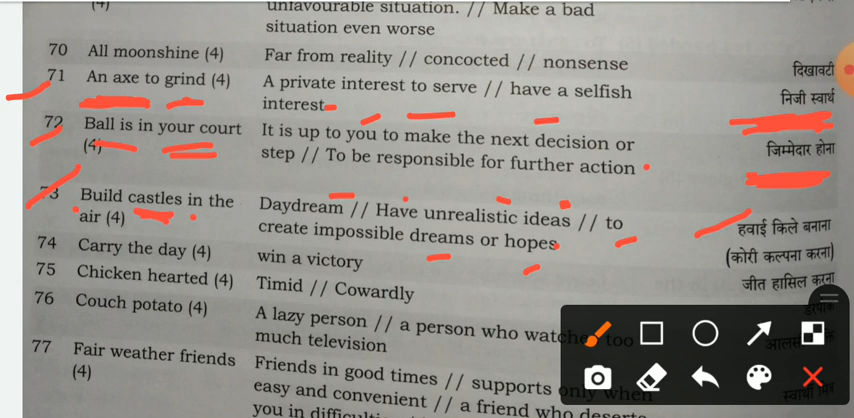 (4)
unfavourable situation. // Make a bad
situation even worse
70 All moonshine (4) Far from reality // concocted // nonsense दिखावटी
71 An axe to grind (4) A private interest to serve // have a selfish निजी स्वार्थ
interest
72 Ball is in your court It is up to you to make the next decision or जिम्मेदार होना
(4) step // To be responsible for further action
73 Build castles in the Daydream // Have unrealistic ideas // to हवाई किले बनाना
air (4) create impossible dreams or hopes (कोरी कल्पना करना)
74 Carry the day (4) win a victory जीत हासिल करना
75 Chicken hearted (4) Timid // Cowardly डरपोक
76 Couch potato (4) A lazy person // a person who watches too
much television
77 Fair weather friends Friends in good times // supports only when
(4) easy and convenient // a friend who deserts
you in